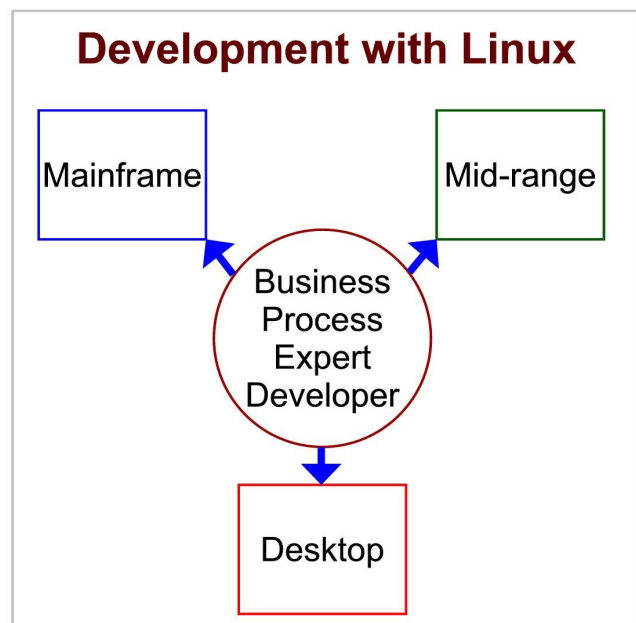 Development with Linux
Mainframe
Mid-range
Business
Process
Expert
Developer
Desktop